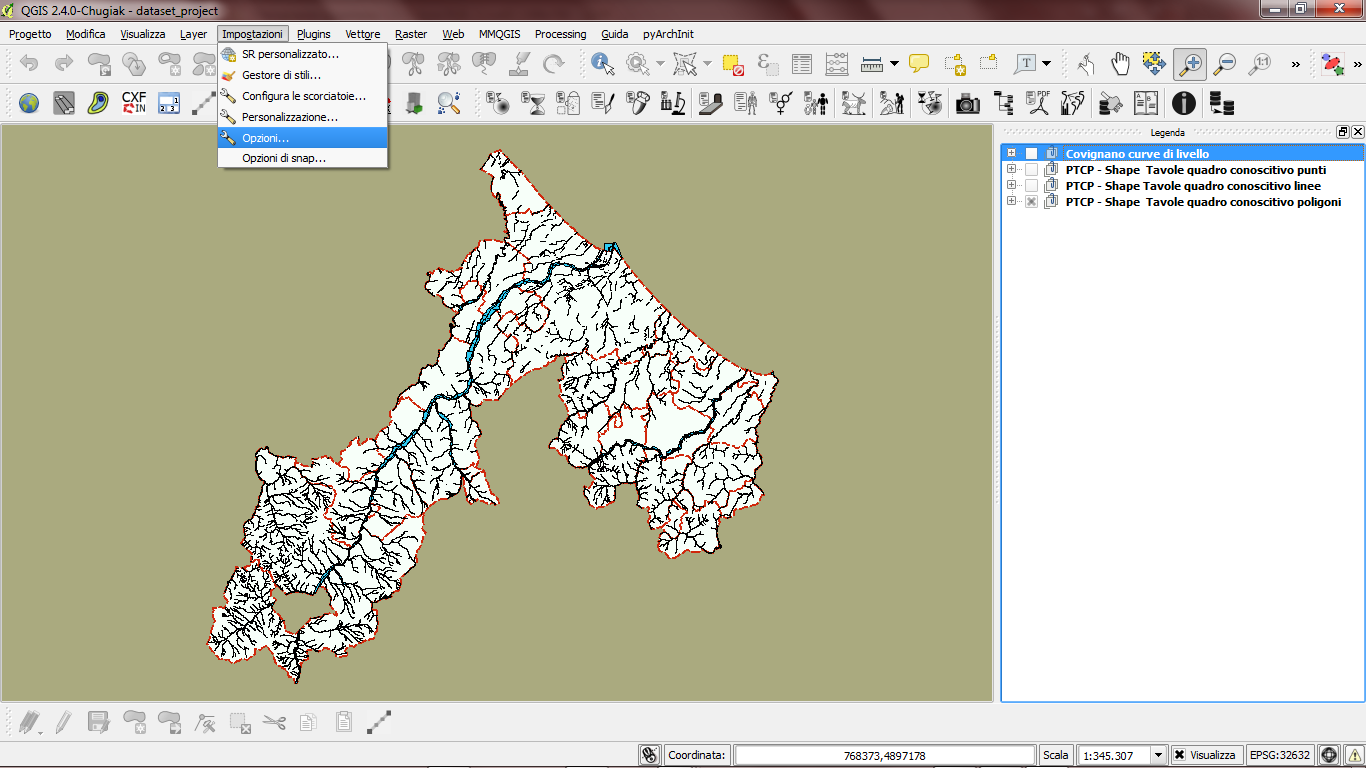 QGIS 2.4.0-Chugiak - dataset_project
Progetto Modifica Visualizza Layer Impostazioni Plugins Vettore Raster Web MMQGIS Processing Guida pyArchInit
SR personalizzato...
Gestore di stili...
Configura le scorciatoie...
Personalizzazione...
Opzioni...
Opzioni di snap...
CXF
IN
Legenda
Covignano curve di livello
PTCP - Shape Tavole quadro conoscitivo punti
PTCP - Shape Tavole quadro conoscitivo linee
PTCP - Shape Tavole quadro conoscitivo poligoni
Coordinata: 768373,4897178 Scala 1:345.307 Visualizza EPSG:32632